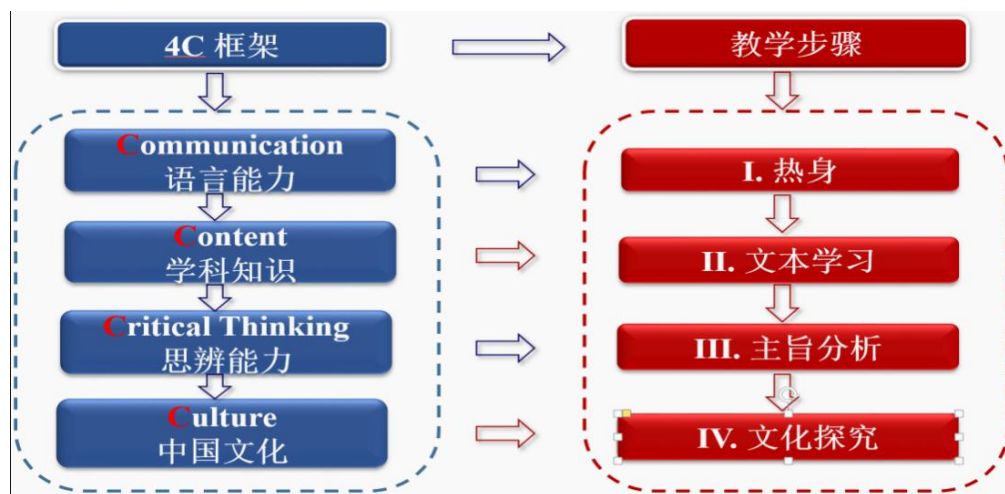 4C 框架
教学步骤
Communication
语言能力
I. 热身
Content
学科知识
II. 文本学习
Critical Thinking
思辨能力
III. 主旨分析
Culture
中国文化
IV. 文化探究